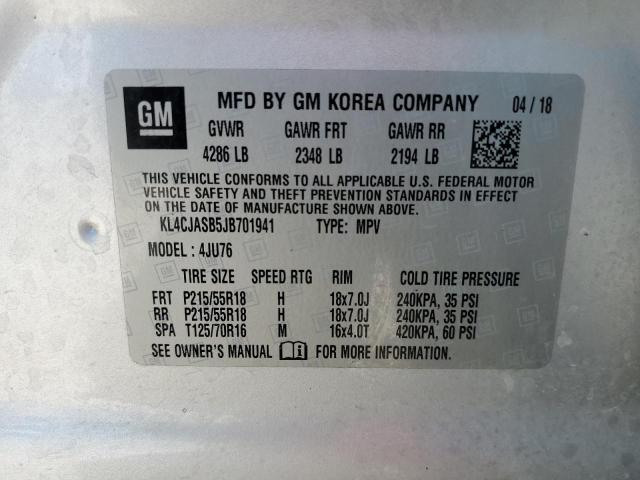 GM
MFD BY GM KOREA COMPANY 04 / 18
GVWR GAWR FRT GAWR RR
4286 LB 2348 LB 2194 LB
THIS VEHICLE CONFORMS TO ALL APPLICABLE U.S. FEDERAL MOTOR
VEHICLE SAFETY AND THEFT PREVENTION STANDARDS IN EFFECT
ON THE DATE OF MANUFACTURE SHOWN ABOVE.
KL4CJASB5JB701941 TYPE: MPV
MODEL : 4JU76
TIRE SIZE SPEED RTG RIM COLD TIRE PRESSURE
FRT P215/55R18 H 18x7.0J 240KPA, 35 PSI
RR P215/55R18 H 18x7.0J 240KPA, 35 PSI
SPA T125/70R16 M 16x4.0T 420KPA, 60 PSI
SEE OWNER'S MANUAL i FOR MORE INFORMATION.